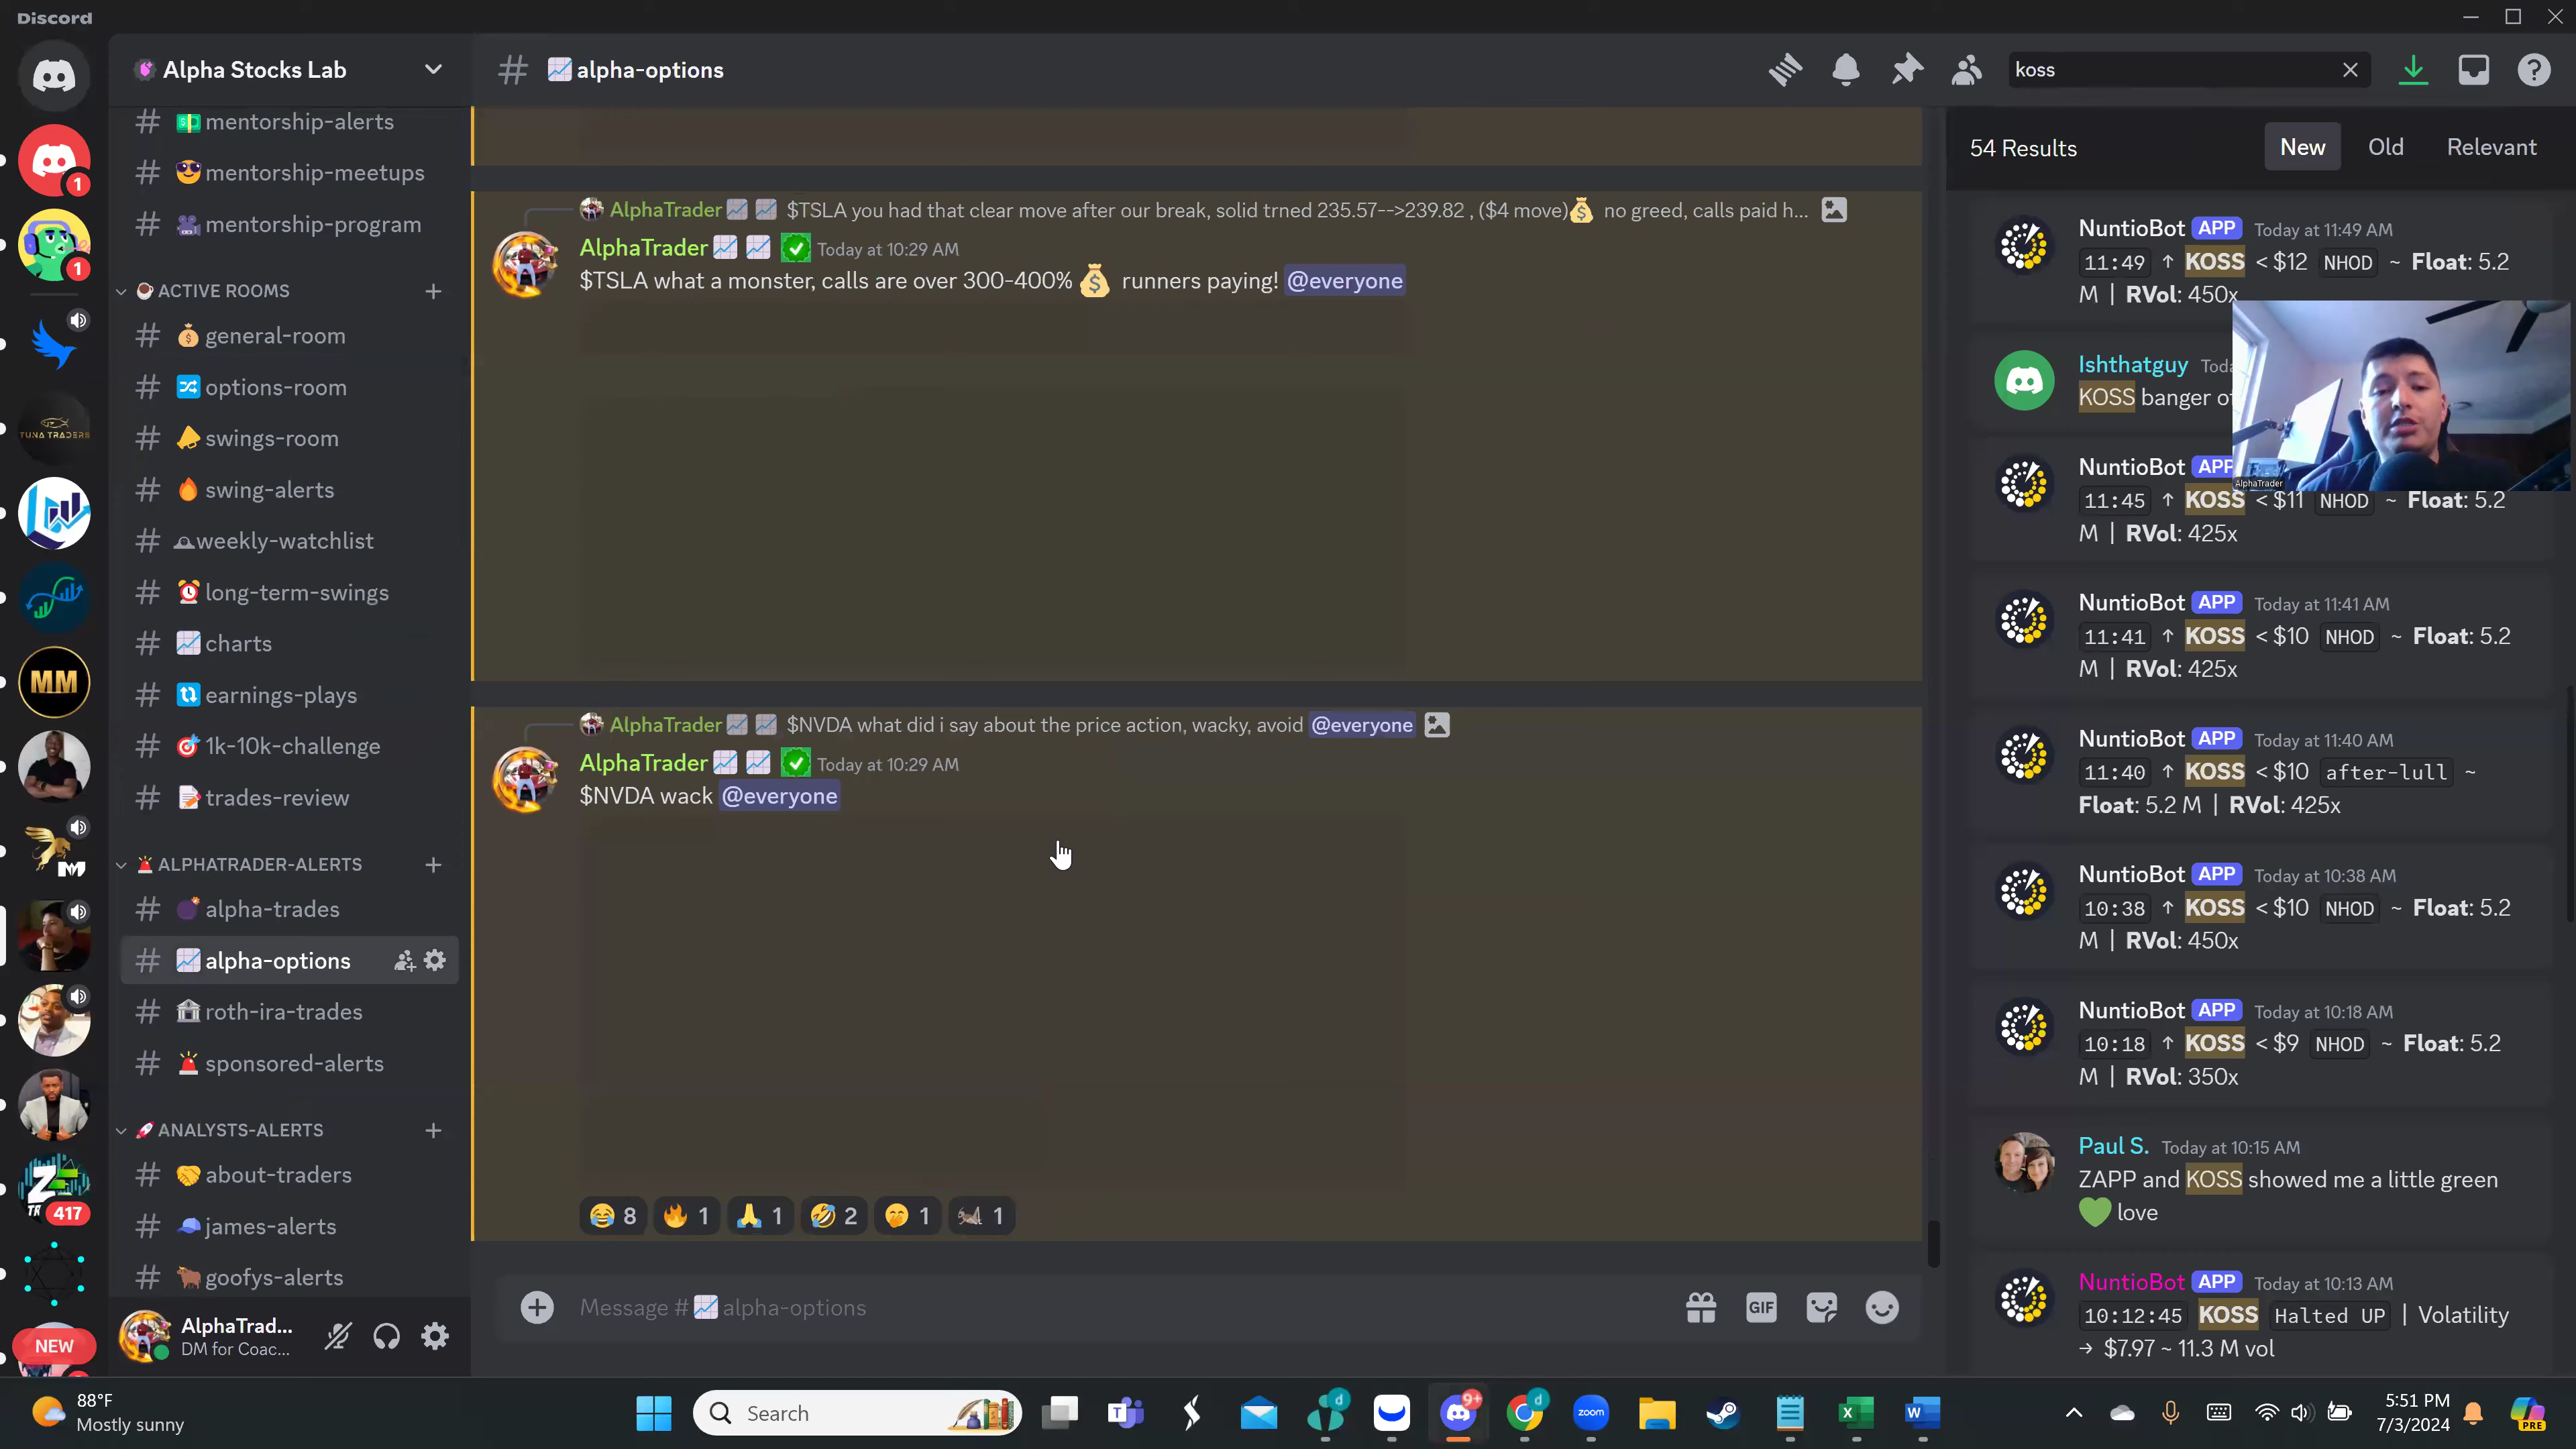 Discord
Alpha Stocks Lab
alpha-options
koss
mentorship-alerts
mentorship-meetups
mentorship-program
ACTIVE ROOMS
general-room
options-room
swings-room
swing-alerts
weekly-watchlist
long-term-swings
charts
earnings-plays
1k-10k-challenge
trades-review
ALPHATRADER-ALERTS
alpha-trades
alpha-options
roth-ira-trades
sponsored-alerts
ANALYSTS-ALERTS
about-traders
james-alerts
goofys-alerts
1
1
TUNA TRADERS
MM
M
417
NEW
AlphaTrad...
DM for Coac...
AlphaTrader $TSLA you had that clear move after our break, solid trned 235.57-->239.82 , ($4 move)💰 no greed, calls paid h...
AlphaTrader Today at 10:29 AM
$TSLA what a monster, calls are over 300-400% 💰 runners paying! @everyone
AlphaTrader $NVDA what did i say about the price action, wacky, avoid @everyone
AlphaTrader Today at 10:29 AM
$NVDA wack @everyone
😂 8 🔥 1 🙏 1 🤣 2 🤭 1 🦗 1
Message # 📈 alpha-options
GIF
54 Results New Old Relevant
NuntioBot APP Today at 11:49 AM
11:49 ↑ KOSS < $12 NHOD ~ Float: 5.2
M | RVol: 450x
Ishthatguy
KOSS banger
AlphaTrader
NuntioBot APP
11:45 ↑ KOSS < $11 NHOD ~ Float: 5.2
M | RVol: 425x
NuntioBot APP Today at 11:41 AM
11:41 ↑ KOSS < $10 NHOD ~ Float: 5.2
M | RVol: 425x
NuntioBot APP Today at 11:40 AM
11:40 ↑ KOSS < $10 after-lull ~
Float: 5.2 M | RVol: 425x
NuntioBot APP Today at 10:38 AM
10:38 ↑ KOSS < $10 NHOD ~ Float: 5.2
M | RVol: 450x
NuntioBot APP Today at 10:18 AM
10:18 ↑ KOSS < $9 NHOD ~ Float: 5.2
M | RVol: 350x
Paul S. Today at 10:15 AM
ZAPP and KOSS showed me a little green
💚 love
NuntioBot APP Today at 10:13 AM
10:12:45 KOSS Halted UP | Volatility
→ $7.97 ~ 11.3 M vol
88°F
Mostly sunny
Search
9+
zoom
5:51 PM
7/3/2024
PRE